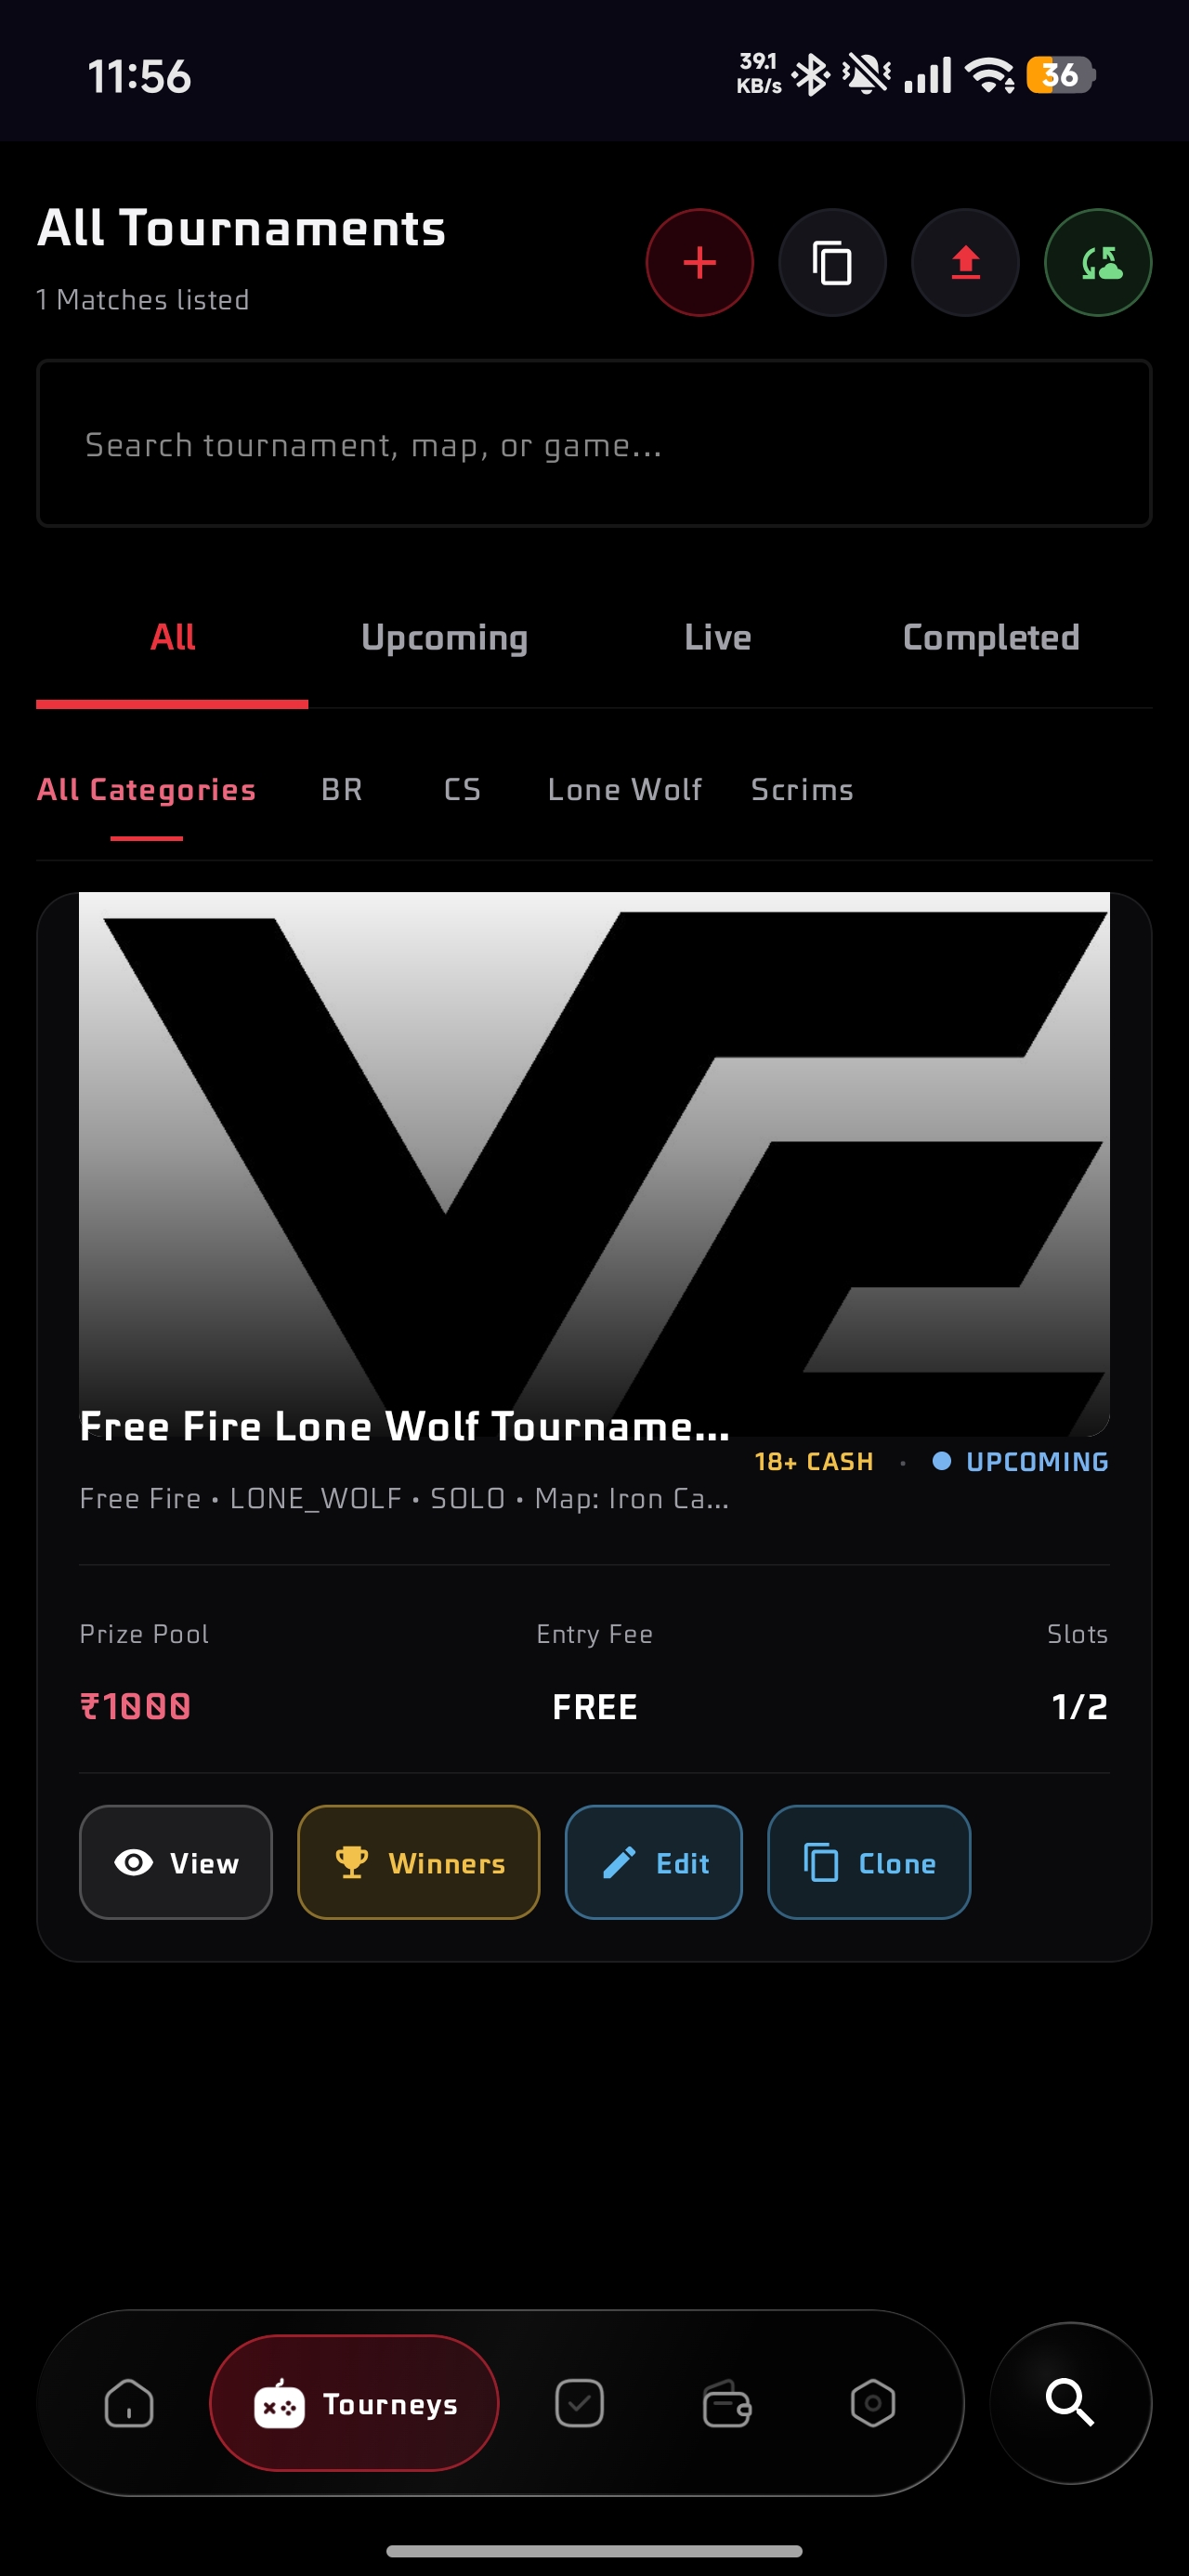 11:56
39.1
KB/s
36
All Tournaments
1 Matches listed
Search tournament, map, or game...
All Upcoming Live Completed
All Categories BR CS Lone Wolf Scrims
Free Fire Lone Wolf Tourname...
18+ CASH • UPCOMING
Free Fire • LONE_WOLF • SOLO • Map: Iron Ca...
Prize Pool Entry Fee Slots
₹1000 FREE 1/2
View Winners Edit Clone
Tourneys